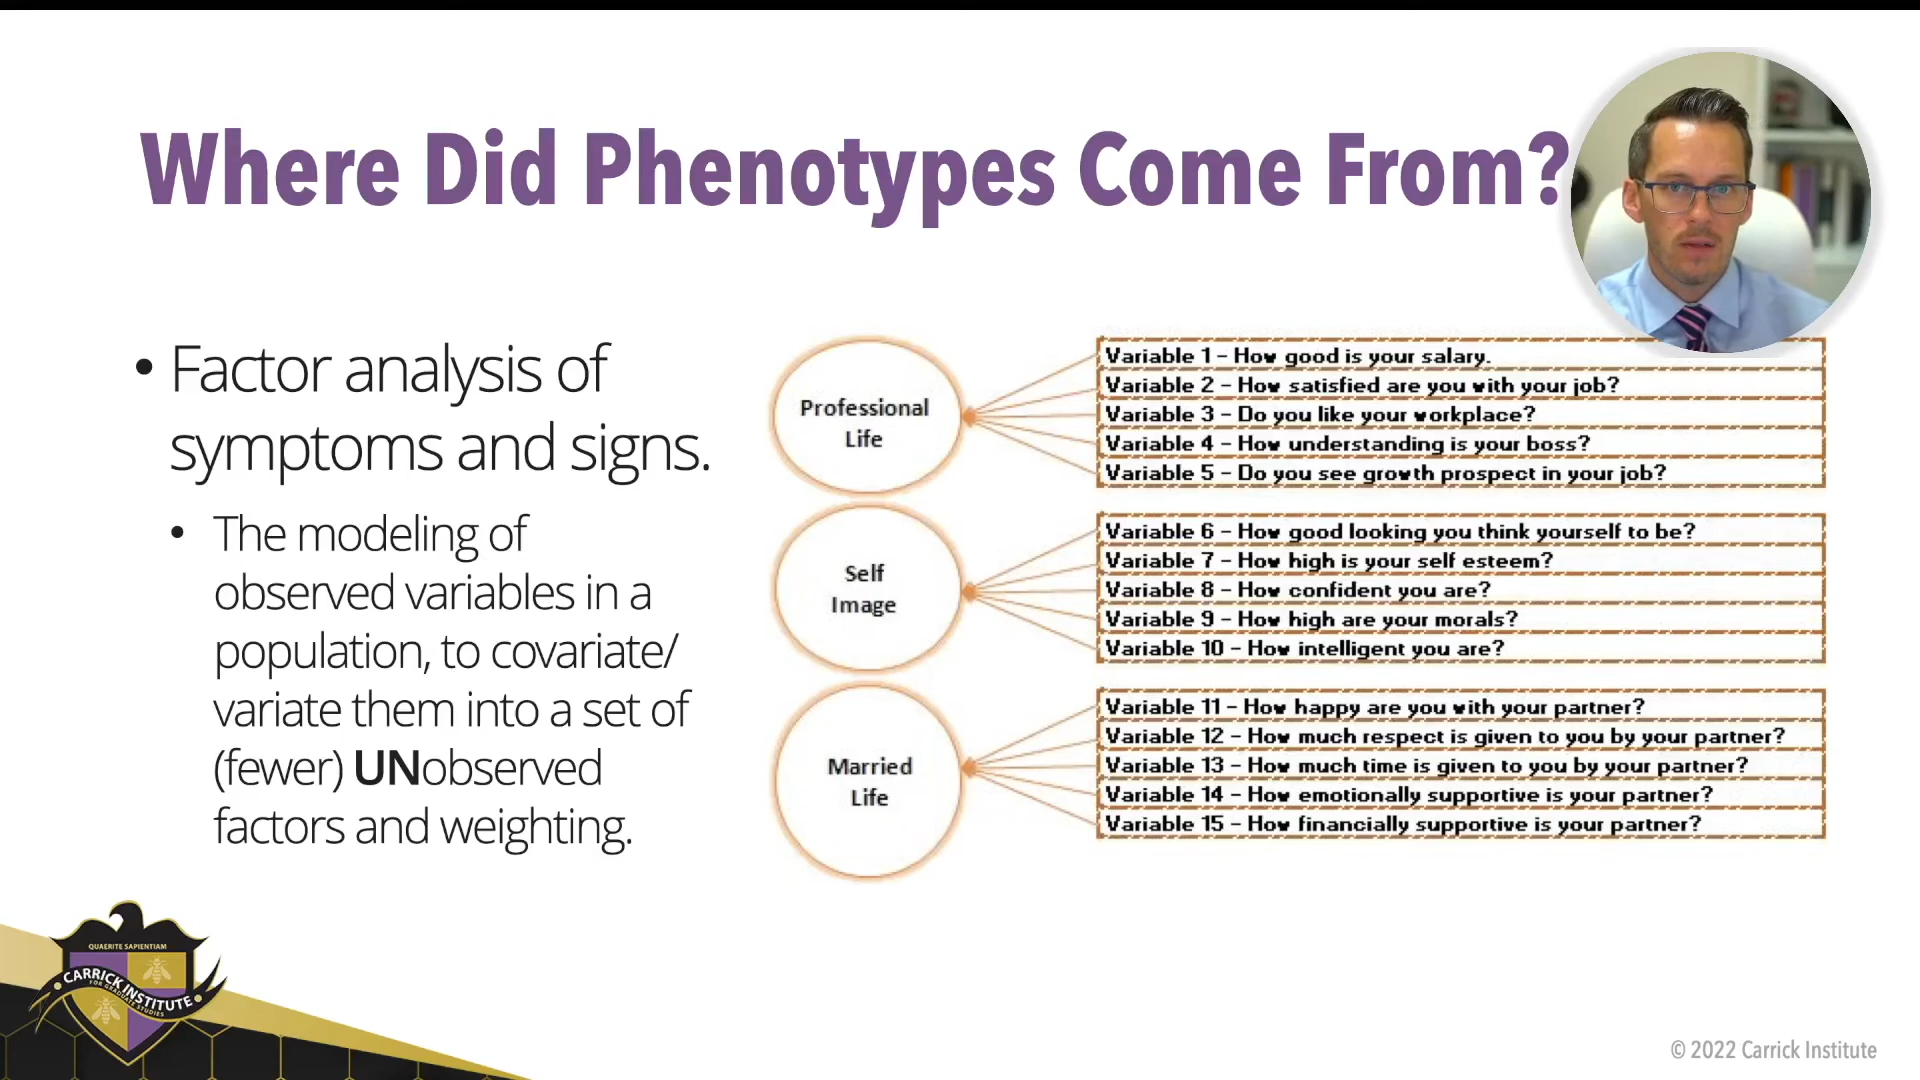 Where Did Phenotypes Come From?
• Factor analysis of
symptoms and signs.
• The modeling of
observed variables in a
population, to covariate/
variate them into a set of
(fewer) UNobserved
factors and weighting.
Professional
Life
Variable 1 - How good is your salary.
Variable 2 - How satisfied are you with your job?
Variable 3 - Do you like your workplace?
Variable 4 - How understanding is your boss?
Variable 5 - Do you see growth prospect in your job?
Self
Image
Variable 6 - How good looking you think yourself to be?
Variable 7 - How high is your self esteem?
Variable 8 - How confident you are?
Variable 9 - How high are your morals?
Variable 10 - How intelligent you are?
Married
Life
Variable 11 - How happy are you with your partner?
Variable 12 - How much respect is given to you by your partner?
Variable 13 - How much time is given to you by your partner?
Variable 14 - How emotionally supportive is your partner?
Variable 15 - How financially supportive is your partner?
QUAERITE SAPIENTIAM
CARRICK INSTITUTE
FOR GRADUATE STUDIES
© 2022 Carrick Institute